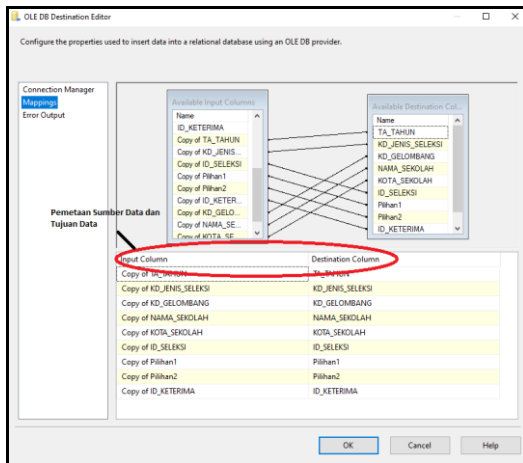 OLE DB Destination Editor
Configure the properties used to insert data into a relational database using an OLE DB provider.
Connection Manager
Mappings
Error Output
Available Input Columns
Name
ID_KETERIMA
Copy of TA_TAHUN
Copy of KD_JENIS...
Copy of ID_SELEKSI
Copy of Pilihan1
Copy of Pilihan2
Copy of ID_KETER...
Copy of KD_GELO...
Copy of NAMA_SE...
Copy of KOTA_SE...
Available Destination Col...
Name
TA_TAHUN
KD_JENIS_SELEKSI
KD_GELOMBANG
NAMA_SEKOLAH
KOTA_SEKOLAH
ID_SELEKSI
Pilihan1
Pilihan2
ID_KETERIMA
Pemetaan Sumber Data dan
Tujuan Data
Input Column Destination Column
Copy of TA_TAHUN TA_TAHUN
Copy of KD_JENIS_SELEKSI KD_JENIS_SELEKSI
Copy of KD_GELOMBANG KD_GELOMBANG
Copy of NAMA_SEKOLAH NAMA_SEKOLAH
Copy of KOTA_SEKOLAH KOTA_SEKOLAH
Copy of ID_SELEKSI ID_SELEKSI
Copy of Pilihan1 Pilihan1
Copy of Pilihan2 Pilihan2
Copy of ID_KETERIMA ID_KETERIMA
OK Cancel Help